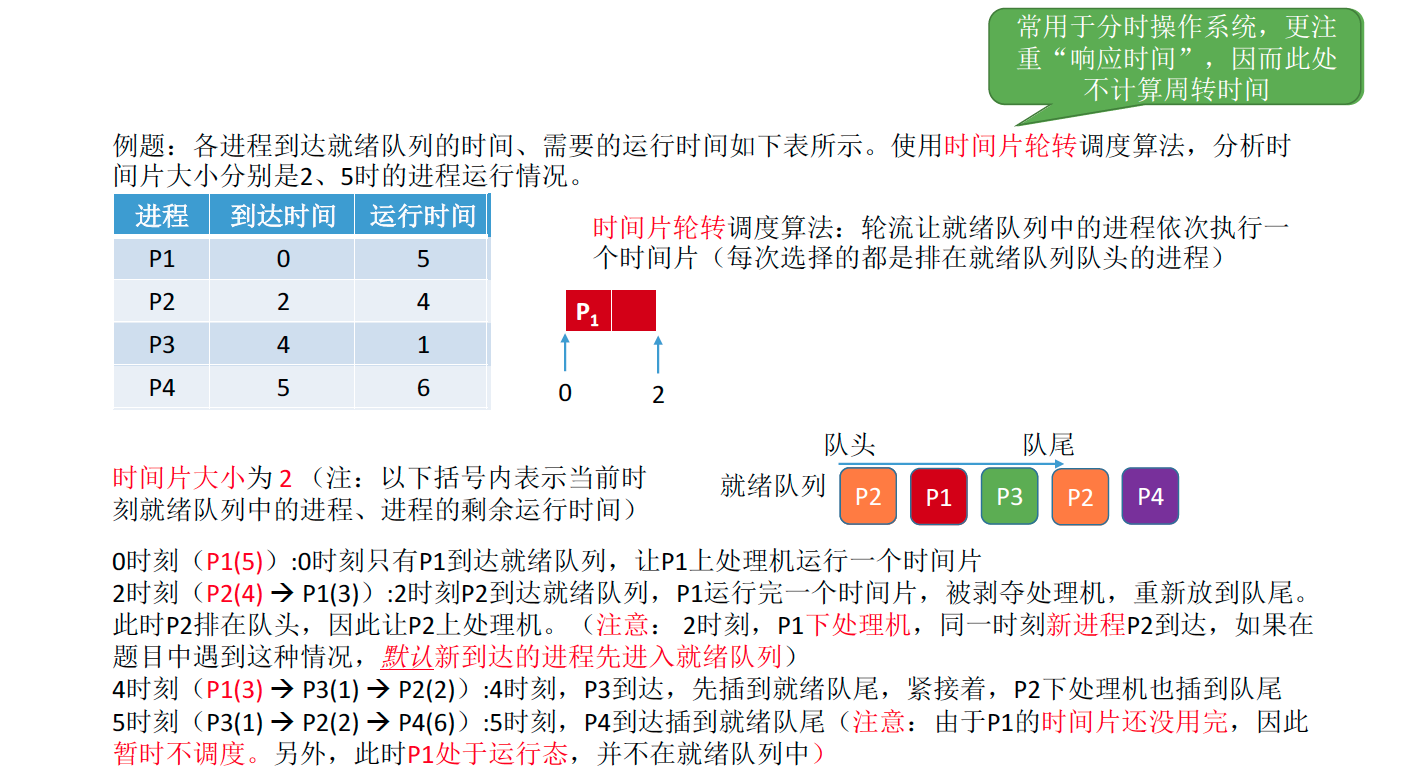 常用于分时操作系统，更注
重“响应时间”，因而此处
不计算周转时间
例题：各进程到达就绪队列的时间、需要的运行时间如下表所示。使用时间片轮转调度算法，分析时
间片大小分别是2、5时的进程运行情况。
进程 到达时间 运行时间
P1 0 5
P2 2 4
P3 4 1
P4 5 6
时间片轮转调度算法：轮流让就绪队列中的进程依次执行一
个时间片（每次选择的都是排在就绪队列队头的进程）
P1
0 2
时间片大小为 2 （注：以下括号内表示当前时
刻就绪队列中的进程、进程的剩余运行时间）
队头 队尾
就绪队列 P2 P1 P3 P2 P4
0时刻（P1(5)）:0时刻只有P1到达就绪队列，让P1上处理机运行一个时间片
2时刻（P2(4) → P1(3)）:2时刻P2到达就绪队列，P1运行完一个时间片，被剥夺处理机，重新放到队尾。
此时P2排在队头，因此让P2上处理机。（注意： 2时刻，P1下处理机，同一时刻新进程P2到达，如果在
题目中遇到这种情况，默认新到达的进程先进入就绪队列）
4时刻（P1(3) → P3(1) → P2(2)）:4时刻，P3到达，先插到就绪队尾，紧接着，P2下处理机也插到队尾
5时刻（P3(1) → P2(2) → P4(6)）:5时刻，P4到达插到就绪队尾（注意：由于P1的时间片还没用完，因此
暂时不调度。另外，此时P1处于运行态，并不在就绪队列中）